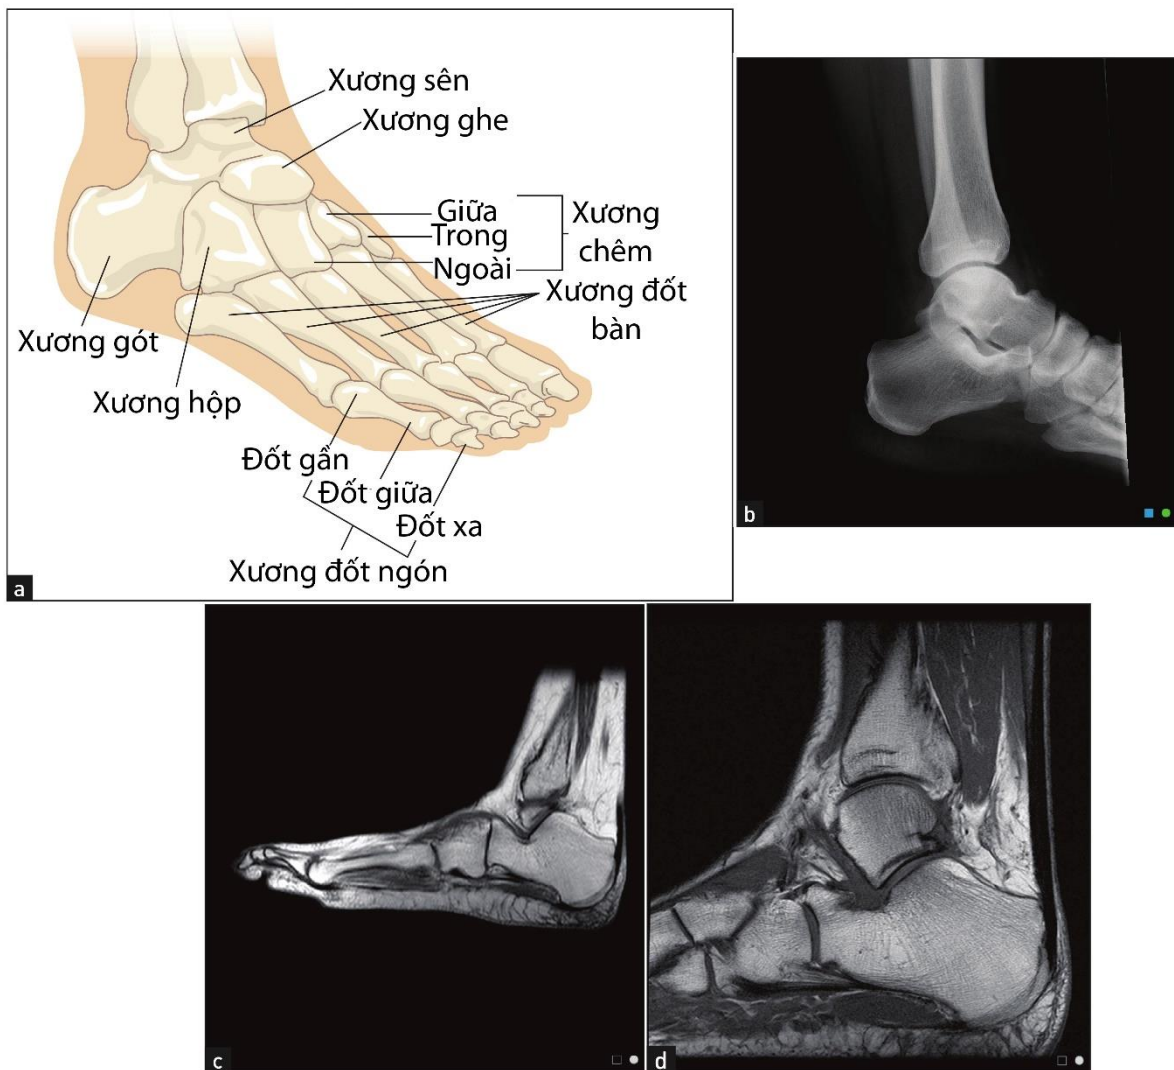 Xương sên
Xương ghe
Giữa
Trong
Ngoài
Xương
chêm
Xương đốt
bàn
Xương gót
Xương hộp
Đốt gần
Đốt giữa
Đốt xa
Xương đốt ngón
a
b
c
d